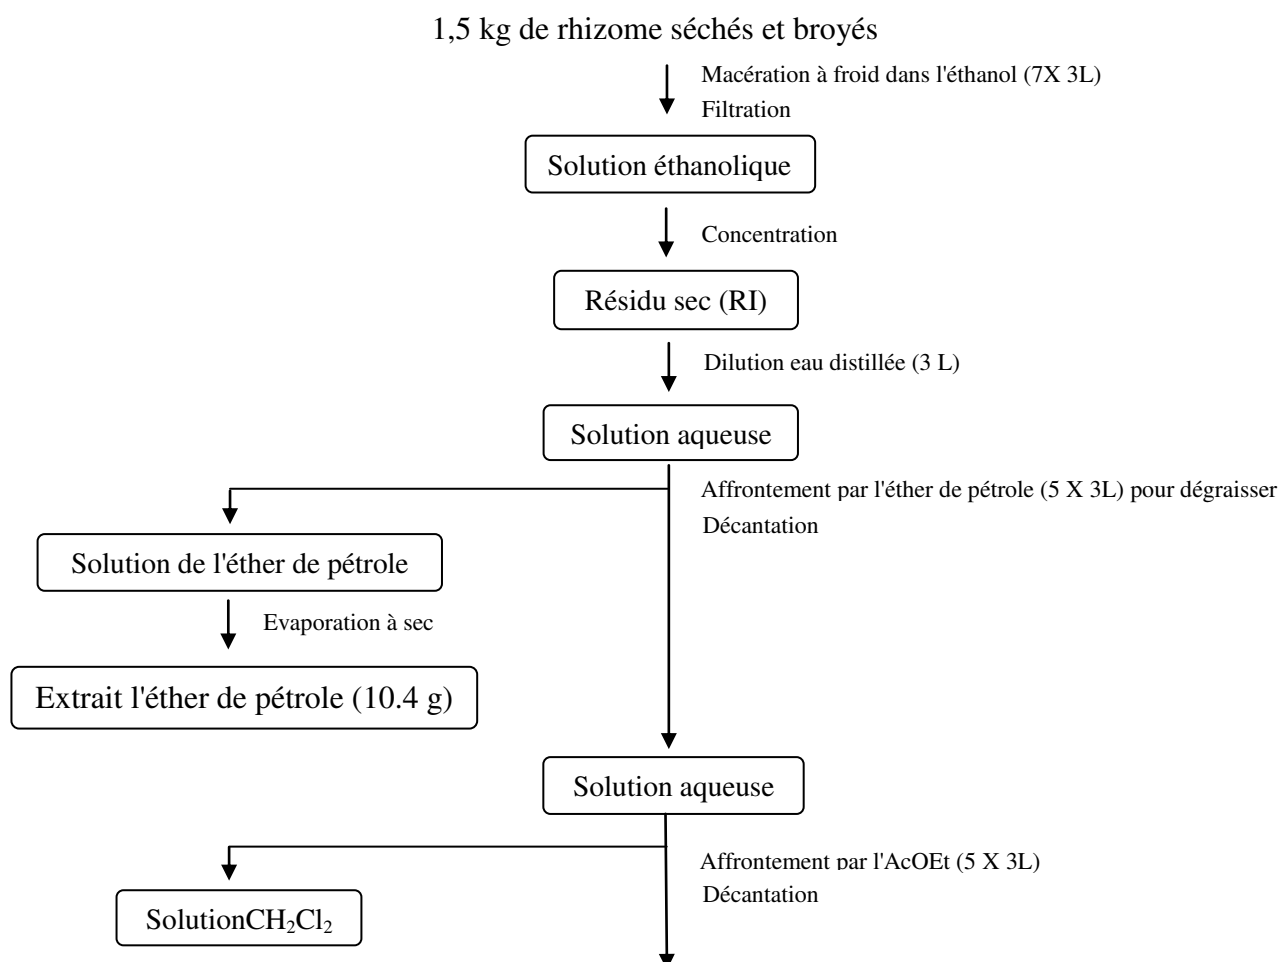 1,5 kg de rhizome séchés et broyés
Macération à froid dans l'éthanol (7X 3L)
Filtration
Solution éthanolique
Concentration
Résidu sec (RI)
Dilution eau distillée (3 L)
Solution aqueuse
Affrontement par l'éther de pétrole (5 X 3L) pour dégraisser
Décantation
Solution de l'éther de pétrole
Evaporation à sec
Extrait l'éther de pétrole (10.4 g)
Solution aqueuse
Affrontement par l'AcOEt (5 X 3L)
Décantation
SolutionCH₂Cl₂